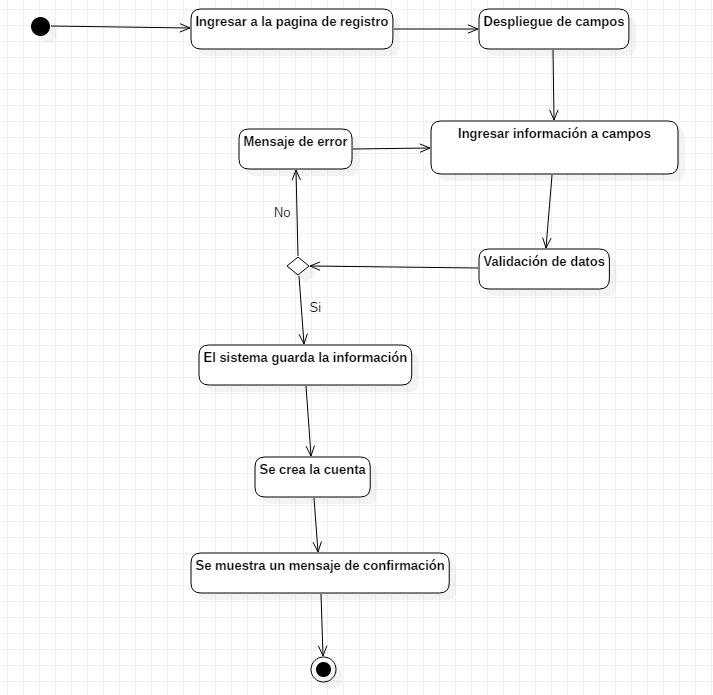 Ingresar a la pagina de registro
Despliegue de campos
Mensaje de error
Ingresar información a campos
No
Validación de datos
Si
El sistema guarda la información
Se crea la cuenta
Se muestra un mensaje de confirmación